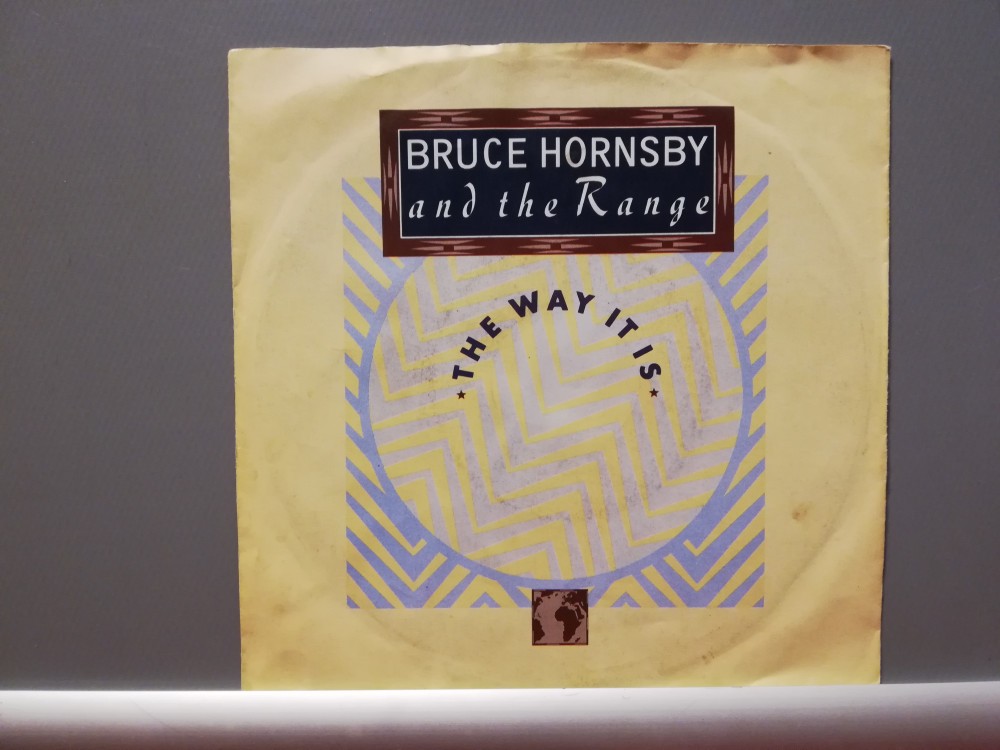 BRUCE HORNSBY
and the Range
THE WAY IT IS